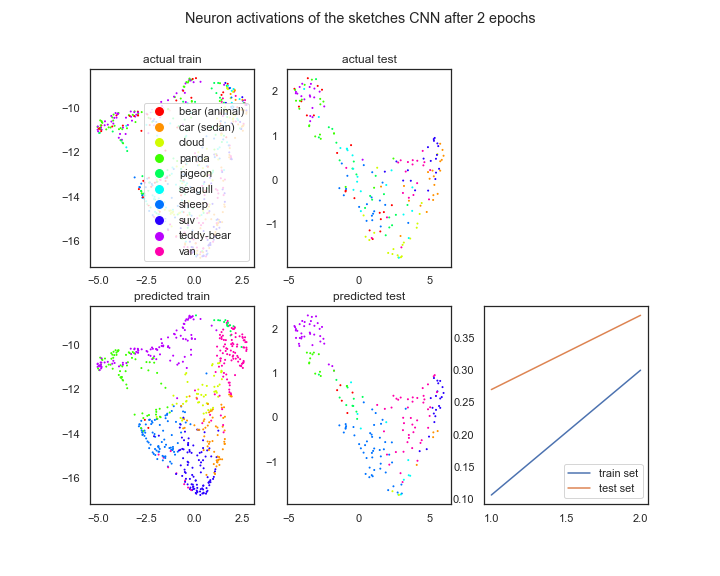 Neuron activations of the sketches CNN after 2 epochs
actual train
actual test
−10
−12
−14
−16
−5.0
−2.5
0.0
2.5
bear (animal)
car (sedan)
cloud
panda
pigeon
seagull
sheep
suv
teddy-bear
van
2
1
0
−1
−5
0
5
predicted train
predicted test
−10
−12
−14
−16
−5.0
−2.5
0.0
2.5
2
1
0
−1
−5
0
5
0.35
0.30
0.25
0.20
0.15
0.10
1.0
1.5
2.0
train set
test set